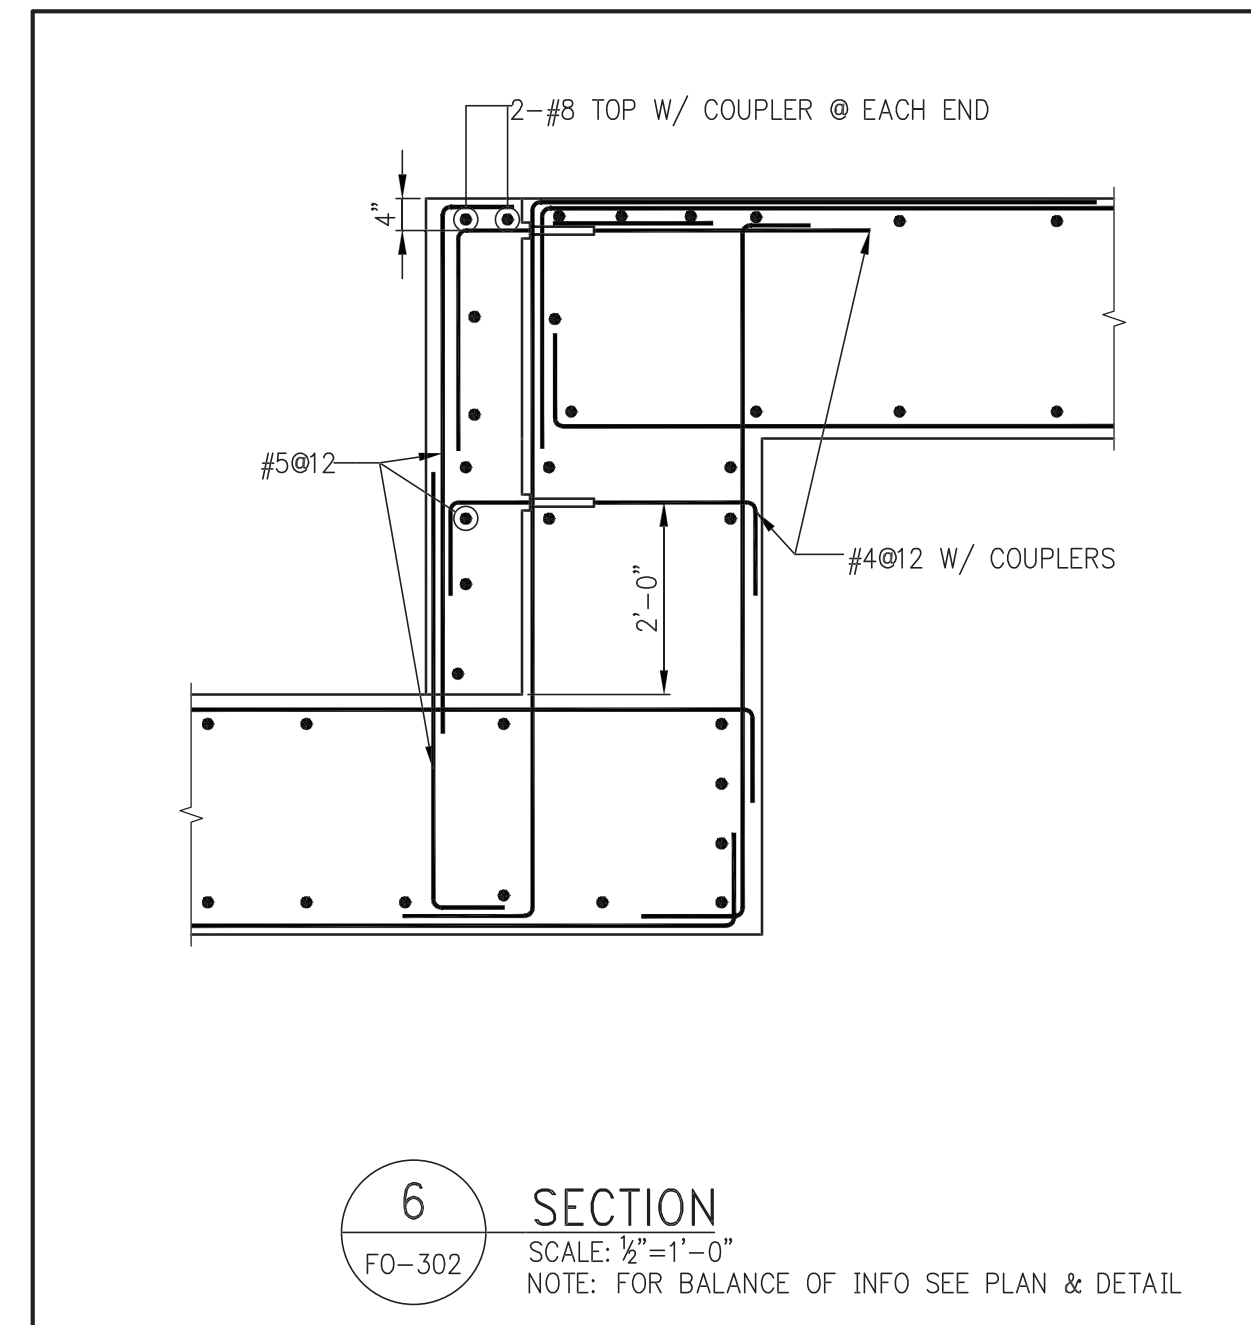 2-#8 TOP W/ COUPLER @ EACH END
4"
#5@12
#4@12 W/ COUPLERS
2'-0"
6
FO-302
SECTION
SCALE: ½"=1'-0"
NOTE: FOR BALANCE OF INFO SEE PLAN & DETAIL